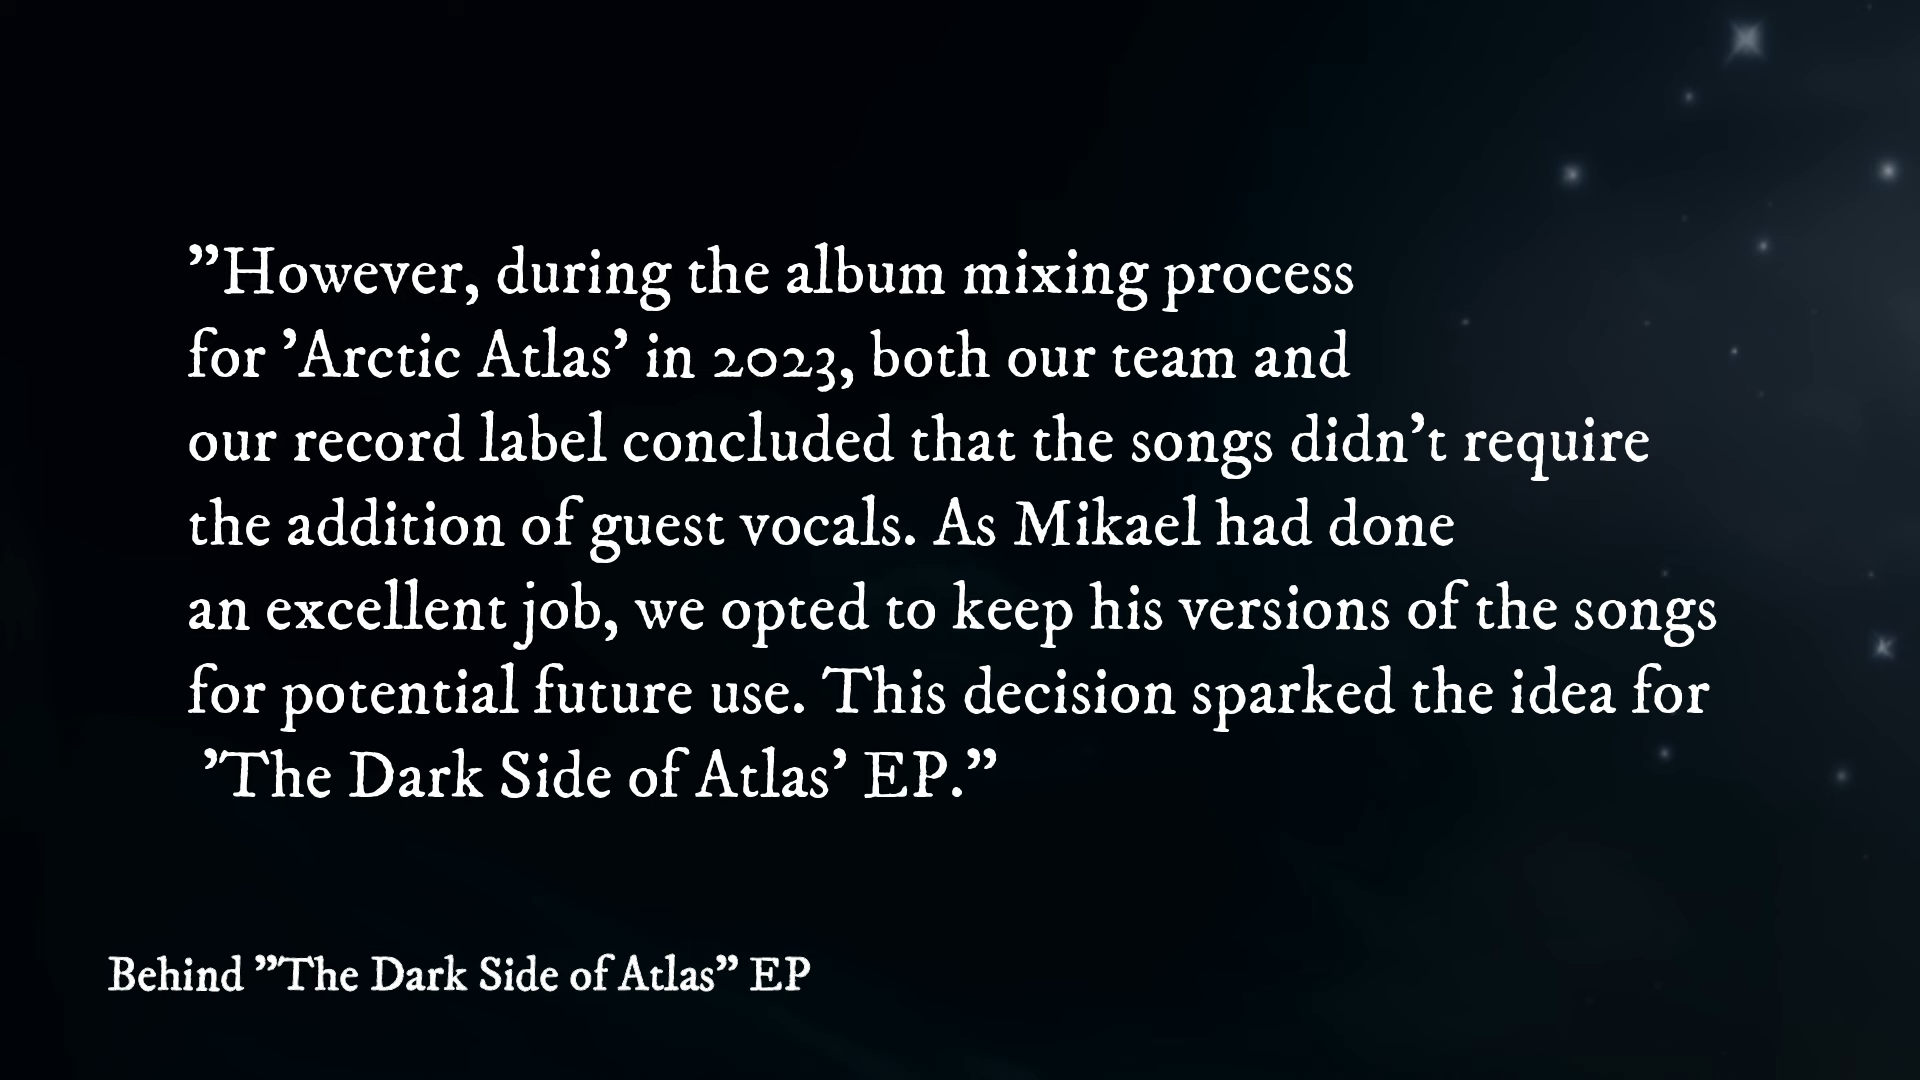 ”However, during the album mixing process
for ’Arctic Atlas’ in 2023, both our team and
our record label concluded that the songs didn’t require
the addition of guest vocals. As Mikael had done
an excellent job, we opted to keep his versions of the songs
for potential future use. This decision sparked the idea for
’The Dark Side of Atlas’ EP.”
Behind ”The Dark Side of Atlas” EP